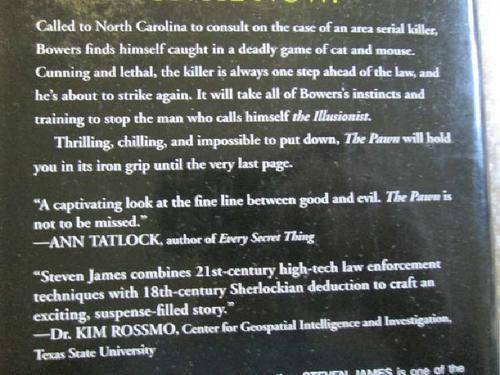 Called to North Carolina to consult on the case of an area serial killer,
Bowers finds himself caught in a deadly game of cat and mouse.
Cunning and lethal, the killer is always one step ahead of the law, and
he's about to strike again. It will take all of Bowers's instincts and
training to stop the man who calls himself the Illusionist.
Thrilling, chilling, and impossible to put down, The Pawn will hold
you in its iron grip until the very last page.
"A captivating look at the fine line between good and evil. The Pawn is
not to be missed."
—ANN TATLOCK, author of Every Secret Thing
"Steven James combines 21st-century high-tech law enforcement
techniques with 18th-century Sherlockian deduction to craft an
exciting, suspense-filled story."
—Dr. KIM ROSSMO, Center for Geospatial Intelligence and Investigation,
Texas State University
STEVEN JAMES is one of the